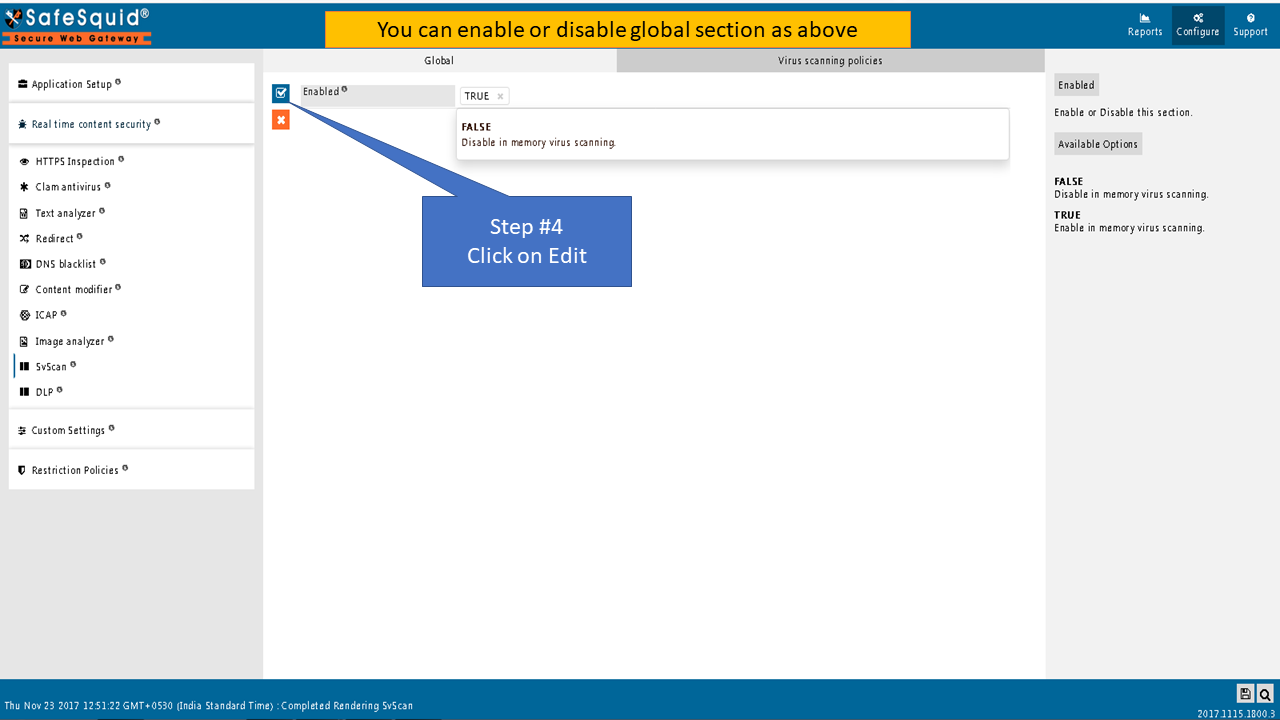 SafeSquid®
Secure Web Gateway
You can enable or disable global section as above
Reports
Configure
Support
Application Setup
Real time content security
HTTPS Inspection
Clam antivirus
Text analyzer
Redirect
DNS blacklist
Content modifier
ICAP
Image analyzer
SvScan
DLP
Custom Settings
Restriction Policies
Global
Virus scanning policies
Enabled
TRUE ×
FALSE
Disable in memory virus scanning.
Step #4
Click on Edit
Enabled
Enable or Disable this section.
Available Options
FALSE
Disable in memory virus scanning.
TRUE
Enable in memory virus scanning.
Thu Nov 23 2017 12:51:22 GMT+0530 (India Standard Time) : Completed Rendering SvScan
2017.1115.1800.3